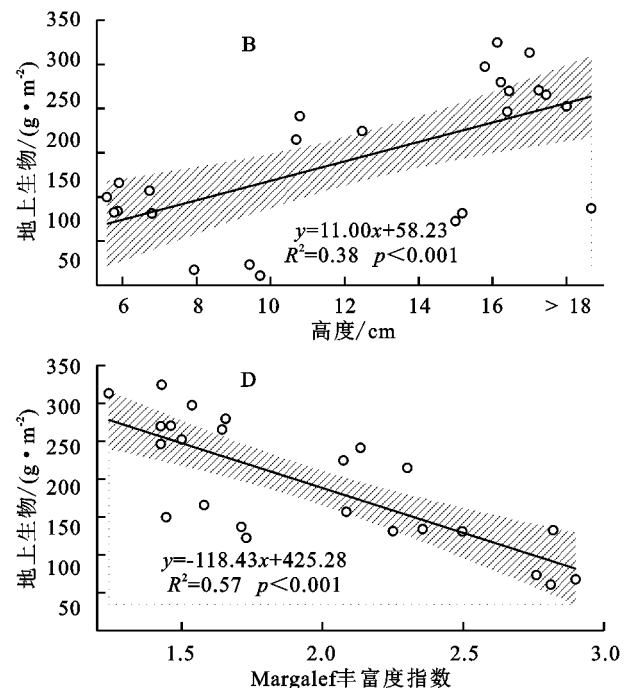 350
300
250
200
150
100
50
地上生物/(g·m⁻²)
B
y=11.00x+58.23
R²=0.38 p<0.001
6 8 10 12 14 16 >18
高度/cm
350
300
250
200
150
100
50
地上生物/(g·m⁻²)
D
y=-118.43x+425.28
R²=0.57 p<0.001
1.5 2.0 2.5 3.0
Margalef丰富度指数